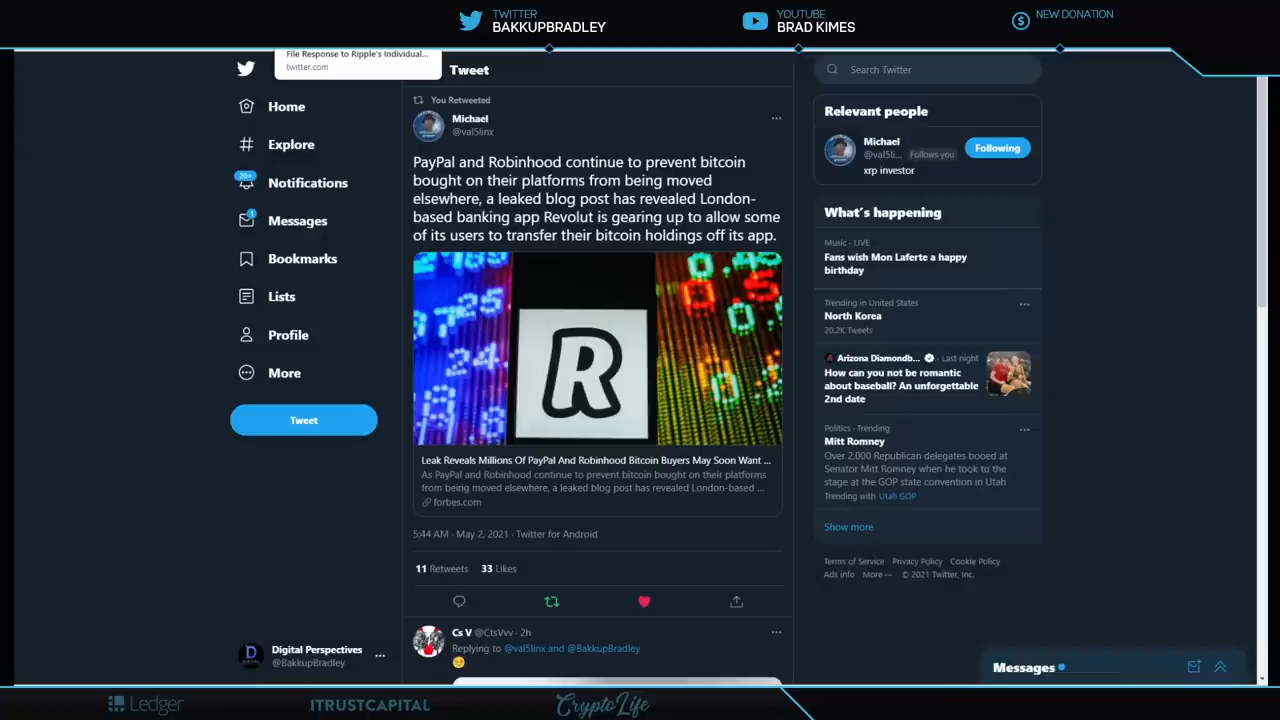 TWITTER
BAKKUPBRADLEY
YOUTUBE
BRAD KIMES
NEW DONATION
File Response to Ripple's Individual...
twitter.com
Home
Explore
20+
Notifications
1
Messages
Bookmarks
Lists
Profile
More
Tweet
Digital Perspectives
@BakkupBradley
Tweet
You Retweeted
Michael
@val5linx
PayPal and Robinhood continue to prevent bitcoin
bought on their platforms from being moved
elsewhere, a leaked blog post has revealed London-
based banking app Revolut is gearing up to allow some
of its users to transfer their bitcoin holdings off its app.
R
Leak Reveals Millions Of PayPal And Robinhood Bitcoin Buyers May Soon Want ...
As PayPal and Robinhood continue to prevent bitcoin bought on their platforms
from being moved elsewhere, a leaked blog post has revealed London-based ...
forbes.com
5:44 AM · May 2, 2021 · Twitter for Android
11 Retweets 33 Likes
Cs V @CtsVvv · 2h
Replying to @val5linx and @BakkupBradley
Search Twitter
Relevant people
Michael
@val5li... Follows you
Following
xrp investor
What's happening
Music · LIVE
Fans wish Mon Laferte a happy
birthday
Trending in United States
North Korea
20.2K Tweets
Arizona Diamondb... · Last night
How can you not be romantic
about baseball? An unforgettable
2nd date
Politics · Trending
Mitt Romney
Over 2,000 Republican delegates booed at
Senator Mitt Romney when he took to the
stage at the GOP state convention in Utah
Trending with Utah GOP
Show more
Terms of Service Privacy Policy Cookie Policy
Ads info More ··· © 2021 Twitter, Inc.
Messages
Ledger
ITRUSTCAPITAL
CryptoLife